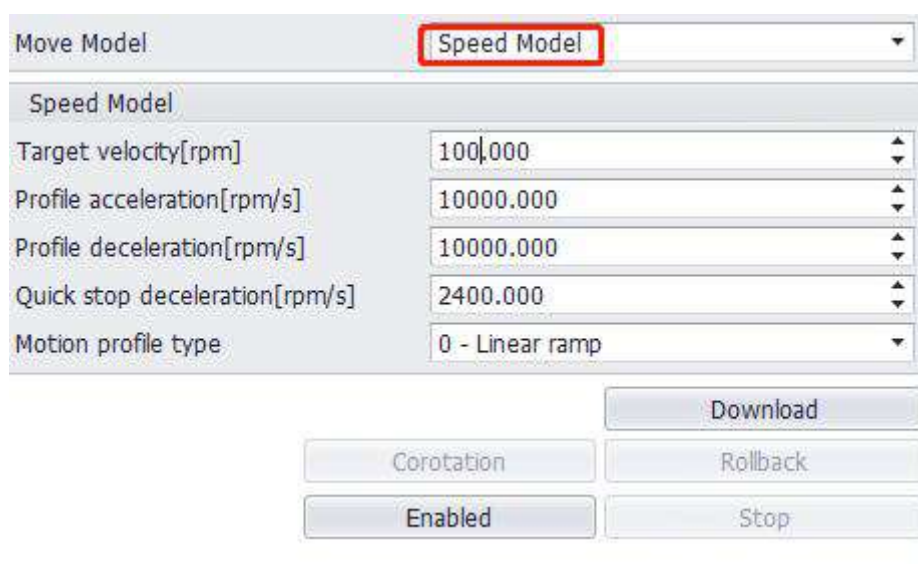 Move Model Speed Model
Speed Model
Target velocity[rpm] 100.000
Profile acceleration[rpm/s] 10000.000
Profile deceleration[rpm/s] 10000.000
Quick stop deceleration[rpm/s] 2400.000
Motion profile type 0 - Linear ramp
Download
Corotation Rollback
Enabled Stop